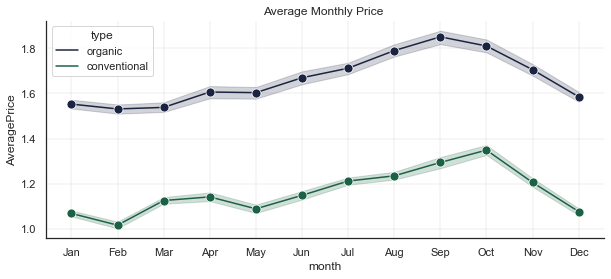 Average Monthly Price
type
organic
conventional
AveragePrice
1.8
1.6
1.4
1.2
1.0
Jan Feb Mar Apr May Jun Jul Aug Sep Oct Nov Dec
month